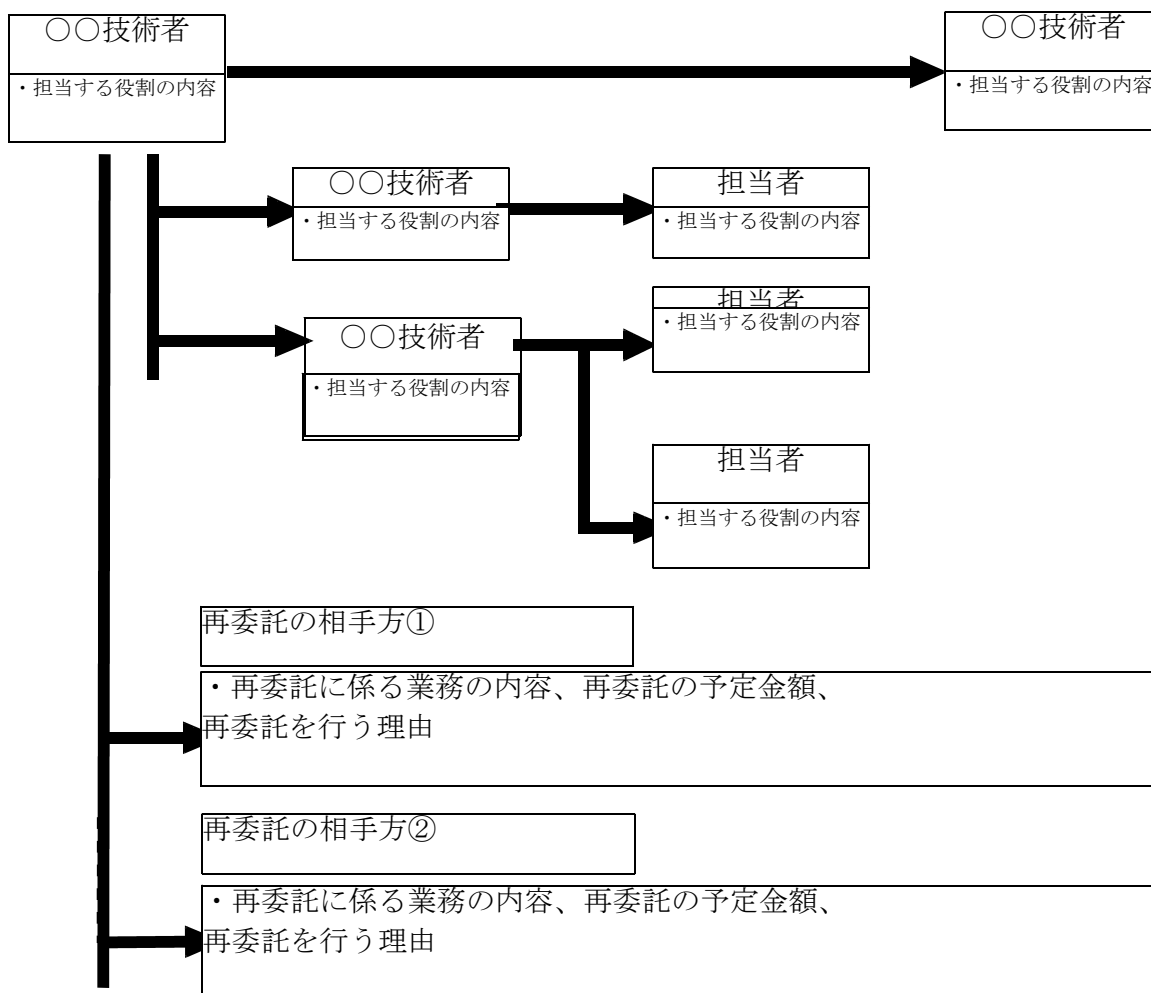 ○○技術者
・担当する役割の内容
○○技術者
・担当する役割の内容
○○技術者
・担当する役割の内容
担当者
・担当する役割の内容
○○技術者
・担当する役割の内容
担当者
・担当する役割の内容
担当者
・担当する役割の内容
再委託の相手方①
・再委託に係る業務の内容、再委託の予定金額、
再委託を行う理由
再委託の相手方②
・再委託に係る業務の内容、再委託の予定金額、
再委託を行う理由